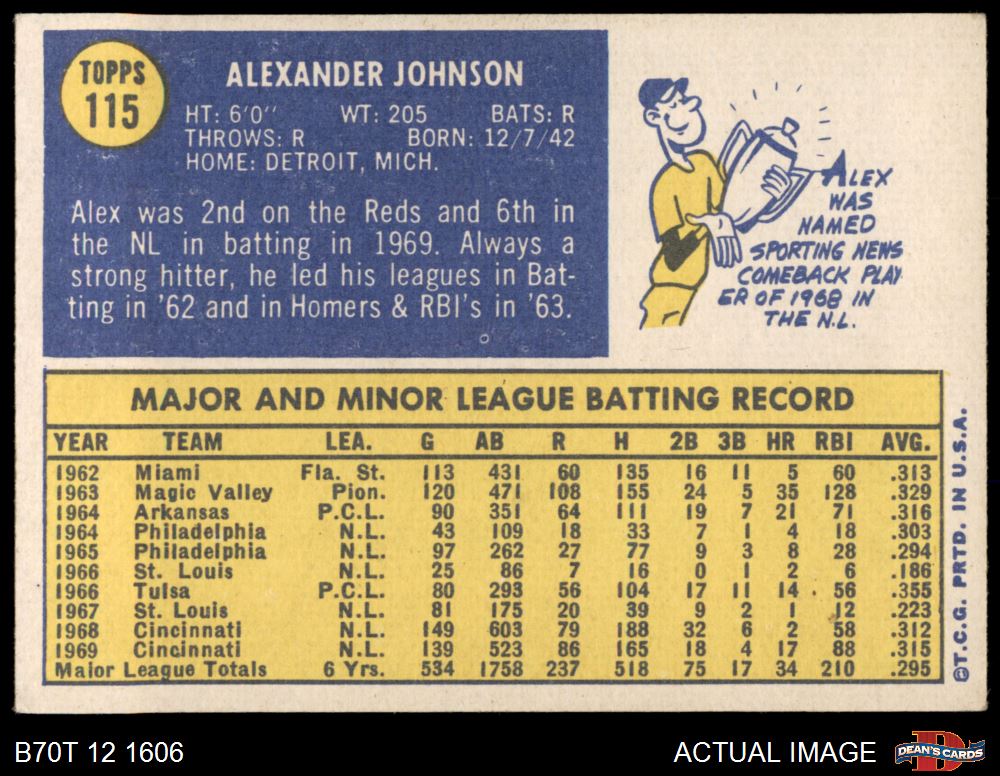 TOPPS
115
ALEXANDER JOHNSON
HT: 6'0" WT: 205 BATS: R
THROWS: R BORN: 12/7/42
HOME: DETROIT, MICH.
Alex was 2nd on the Reds and 6th in
the NL in batting in 1969. Always a
strong hitter, he led his leagues in Bat-
ting in '62 and in Homers & RBI's in '63.
ALEX
WAS
NAMED
SPORTING NEWS
COMEBACK PLAY
ER OF 1968 IN
THE N.L.
MAJOR AND MINOR LEAGUE BATTING RECORD
YEAR TEAM LEA. G AB R H 2B 3B HR RBI AVG.
1962 Miami Fla. St. 113 431 60 135 16 11 5 60 .313
1963 Magic Valley Pion. 120 471 108 155 24 5 35 128 .329
1964 Arkansas P.C.L. 90 351 64 111 19 7 21 71 .316
1964 Philadelphia N.L. 43 109 18 33 7 1 4 18 .303
1965 Philadelphia N.L. 97 262 27 77 9 3 8 28 .294
1966 St. Louis N.L. 25 86 7 16 0 1 2 6 .186
1966 Tulsa P.C.L. 80 293 56 104 17 11 14 56 .355
1967 St. Louis N.L. 81 175 20 39 9 2 1 12 .223
1968 Cincinnati N.L. 149 603 79 188 32 6 2 58 .312
1969 Cincinnati N.L. 139 523 86 165 18 4 17 88 .315
Major League Totals 6 Yrs. 534 1758 237 518 75 17 34 210 .295
©T.C.G. PRTD. IN U.S.A.
B70T 12 1606
ACTUAL IMAGE
DEAN'S CARDS